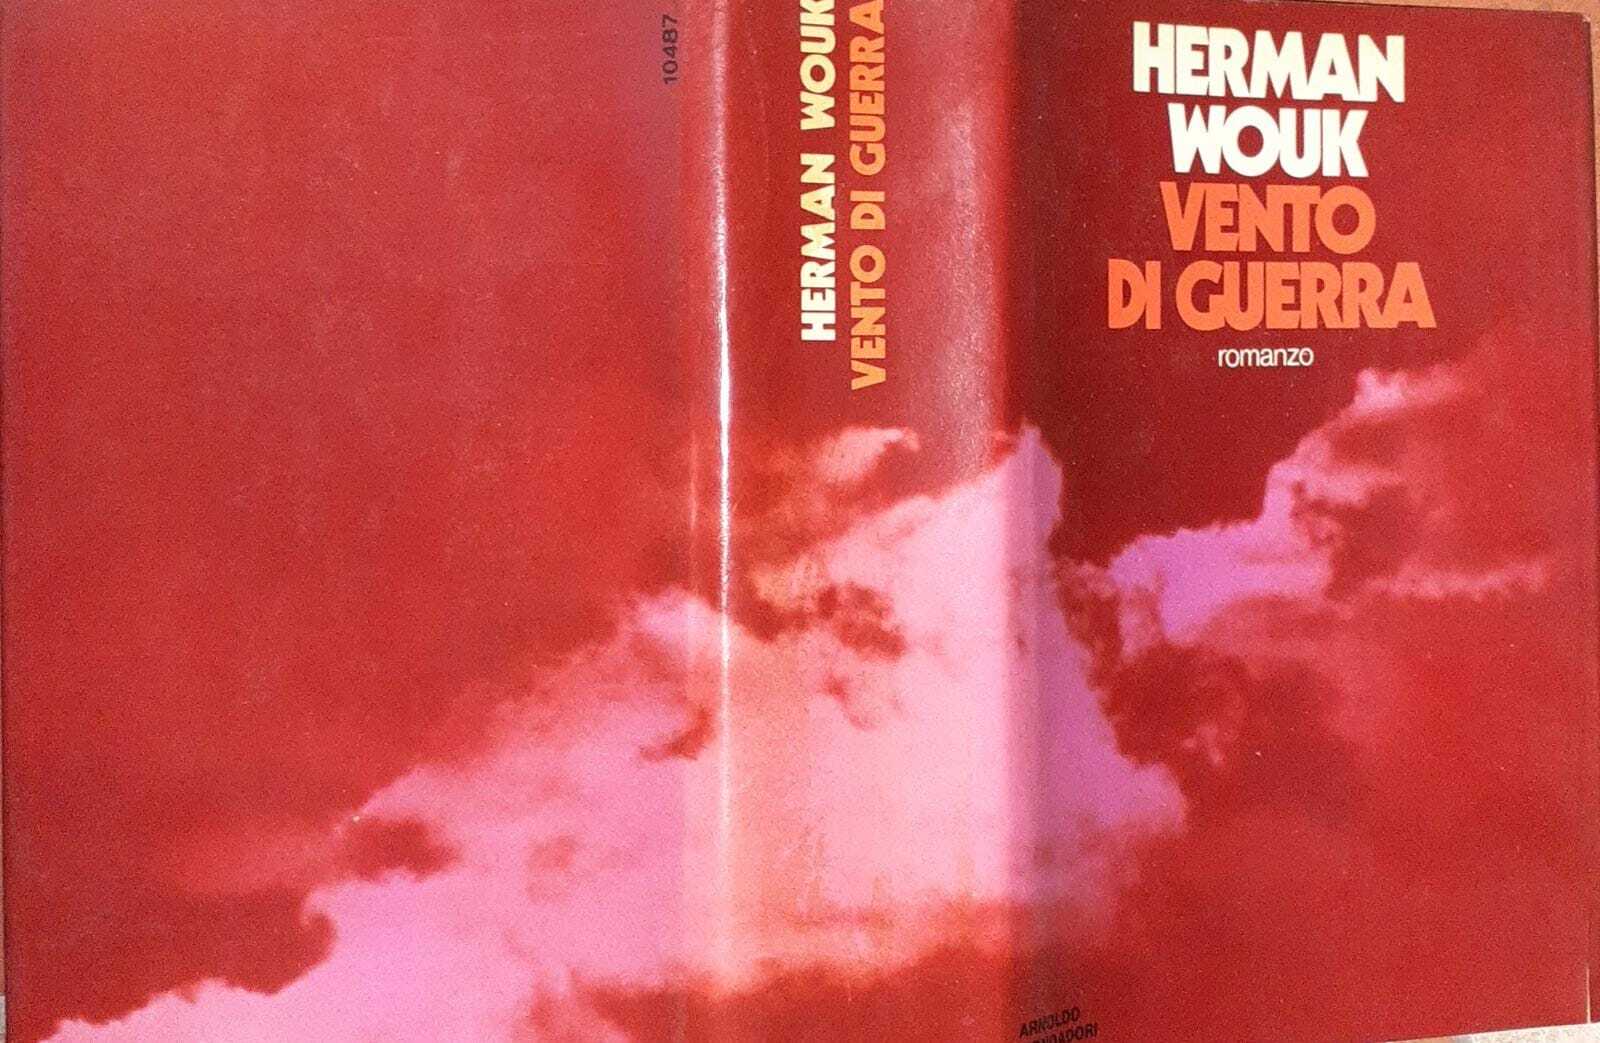 10487
HERMAN WOUK
VENTO DI GUERRA
HERMAN
WOUK
VENTO
DI GUERRA
romanzo
ARNOLDO